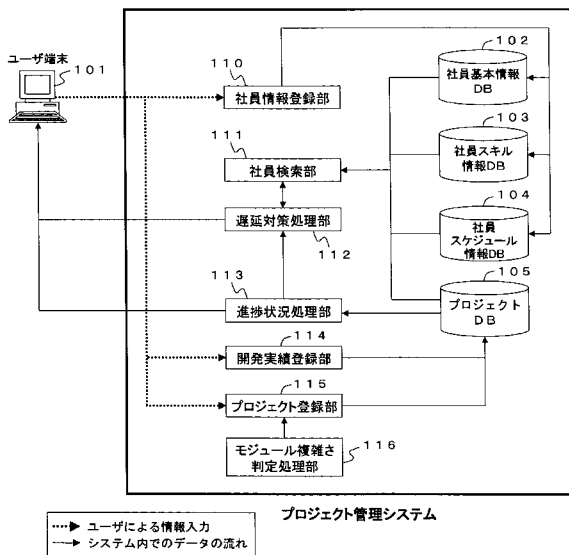 ユーザ端末
101
110
社員情報登録部
111
社員検索部
遅延対策処理部
112
113
進捗状況処理部
114
開発実績登録部
115
プロジェクト登録部
モジュール複雑さ
判定処理部
116
102
社員基本情報
DB
103
社員スキル
情報DB
104
社員
スケジュール
情報DB
105
プロジェクト
DB
プロジェクト管理システム
ユーザによる情報入力
システム内でのデータの流れ